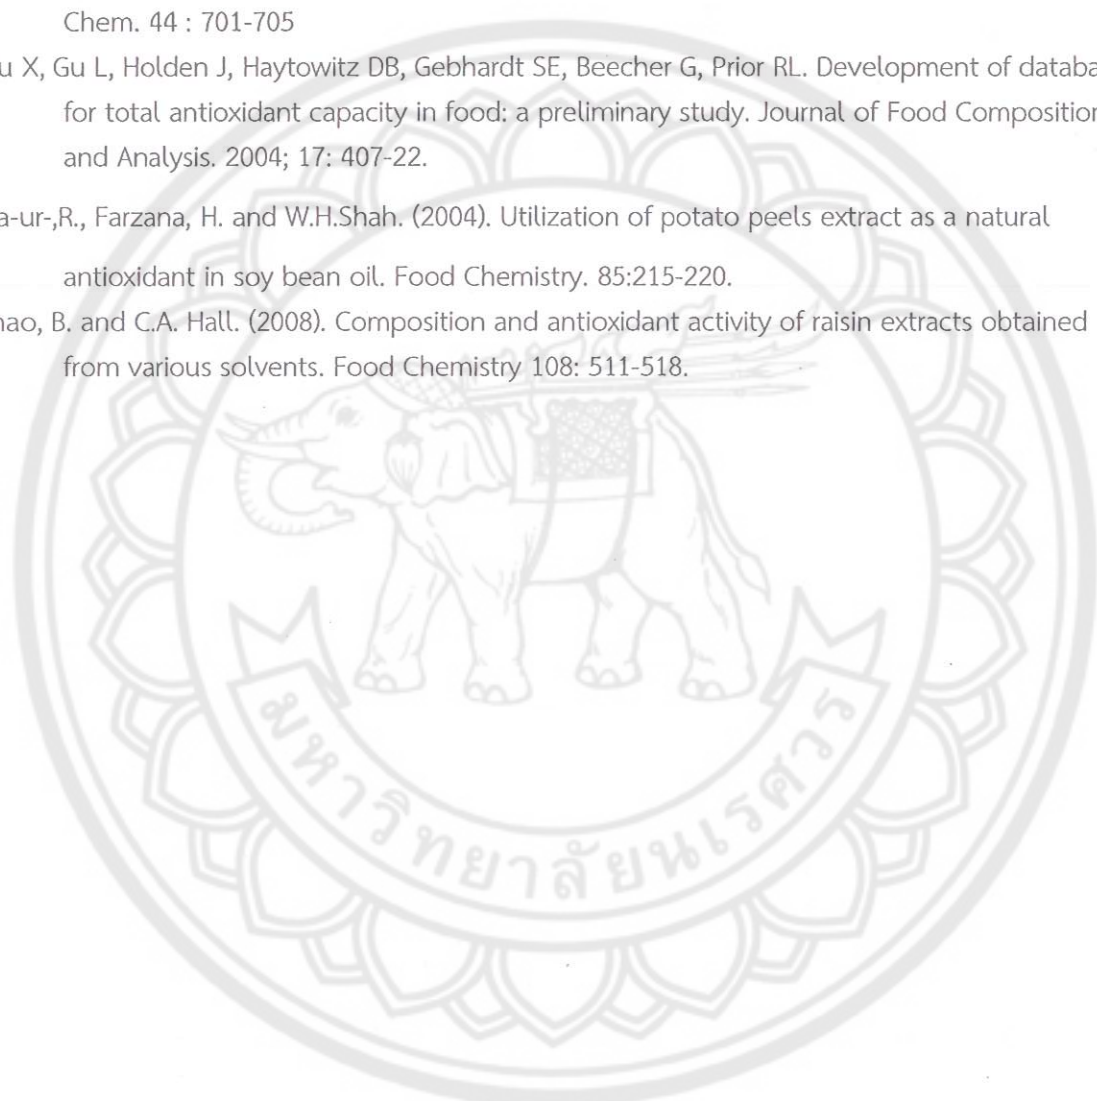 Chem. 44 : 701-705
u X, Gu L, Holden J, Haytowitz DB, Gebhardt SE, Beecher G, Prior RL. Development of databa
for total antioxidant capacity in food: a preliminary study. Journal of Food Composition
and Analysis. 2004; 17: 407-22.
a-ur-,R., Farzana, H. and W.H.Shah. (2004). Utilization of potato peels extract as a natural
antioxidant in soy bean oil. Food Chemistry. 85:215-220.
hao, B. and C.A. Hall. (2008). Composition and antioxidant activity of raisin extracts obtained
from various solvents. Food Chemistry 108: 511-518.
มหาวิทยาลัยนเรศวร